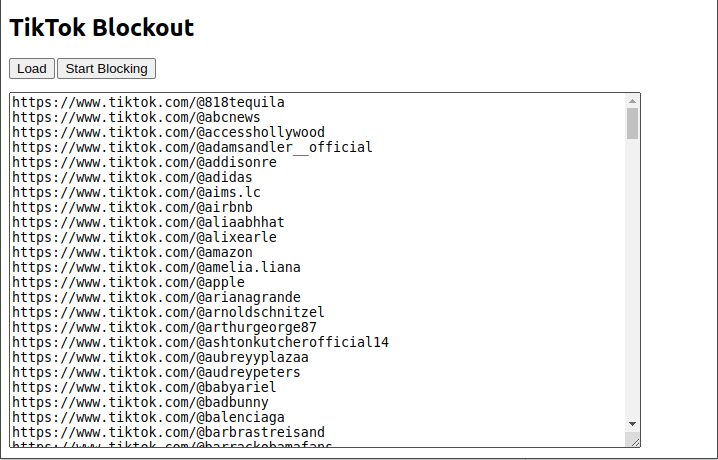 TikTok Blockout
Load Start Blocking
https://www.tiktok.com/@818tequila
https://www.tiktok.com/@abcnews
https://www.tiktok.com/@accesshollywood
https://www.tiktok.com/@adamsandler__official
https://www.tiktok.com/@addisonre
https://www.tiktok.com/@adidas
https://www.tiktok.com/@aims.lc
https://www.tiktok.com/@airbnb
https://www.tiktok.com/@aliaabhhat
https://www.tiktok.com/@alixearle
https://www.tiktok.com/@amazon
https://www.tiktok.com/@amelia.liana
https://www.tiktok.com/@apple
https://www.tiktok.com/@arianagrande
https://www.tiktok.com/@arnoldschnitzel
https://www.tiktok.com/@arthurgeorge87
https://www.tiktok.com/@ashtonkutcherofficial14
https://www.tiktok.com/@aubreyyplazaa
https://www.tiktok.com/@audreypeters
https://www.tiktok.com/@babyariel
https://www.tiktok.com/@badbunny
https://www.tiktok.com/@balenciaga
https://www.tiktok.com/@barbrastreisand
https://www.tiktok.com/@barrackobamafans